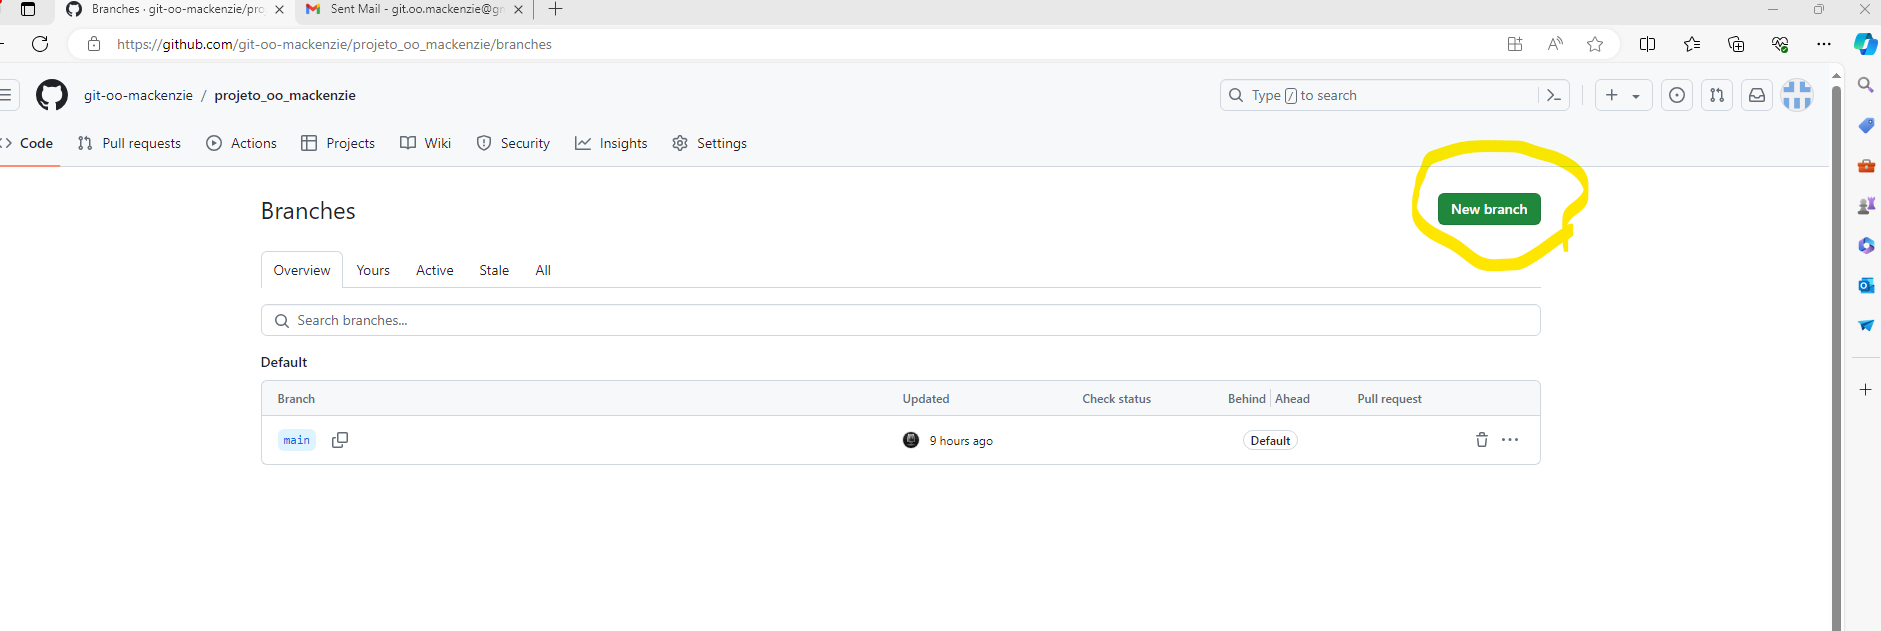 Branches · git-oo-mackenzie/pro
Sent Mail - git.oo.mackenzie@g
https://github.com/git-oo-mackenzie/projeto_oo_mackenzie/branches
git-oo-mackenzie / projeto_oo_mackenzie
Type / to search
Code Pull requests Actions Projects Wiki Security Insights Settings
Branches
New branch
Overview Yours Active Stale All
Search branches...
Default
Branch Updated Check status Behind Ahead Pull request
main 9 hours ago Default